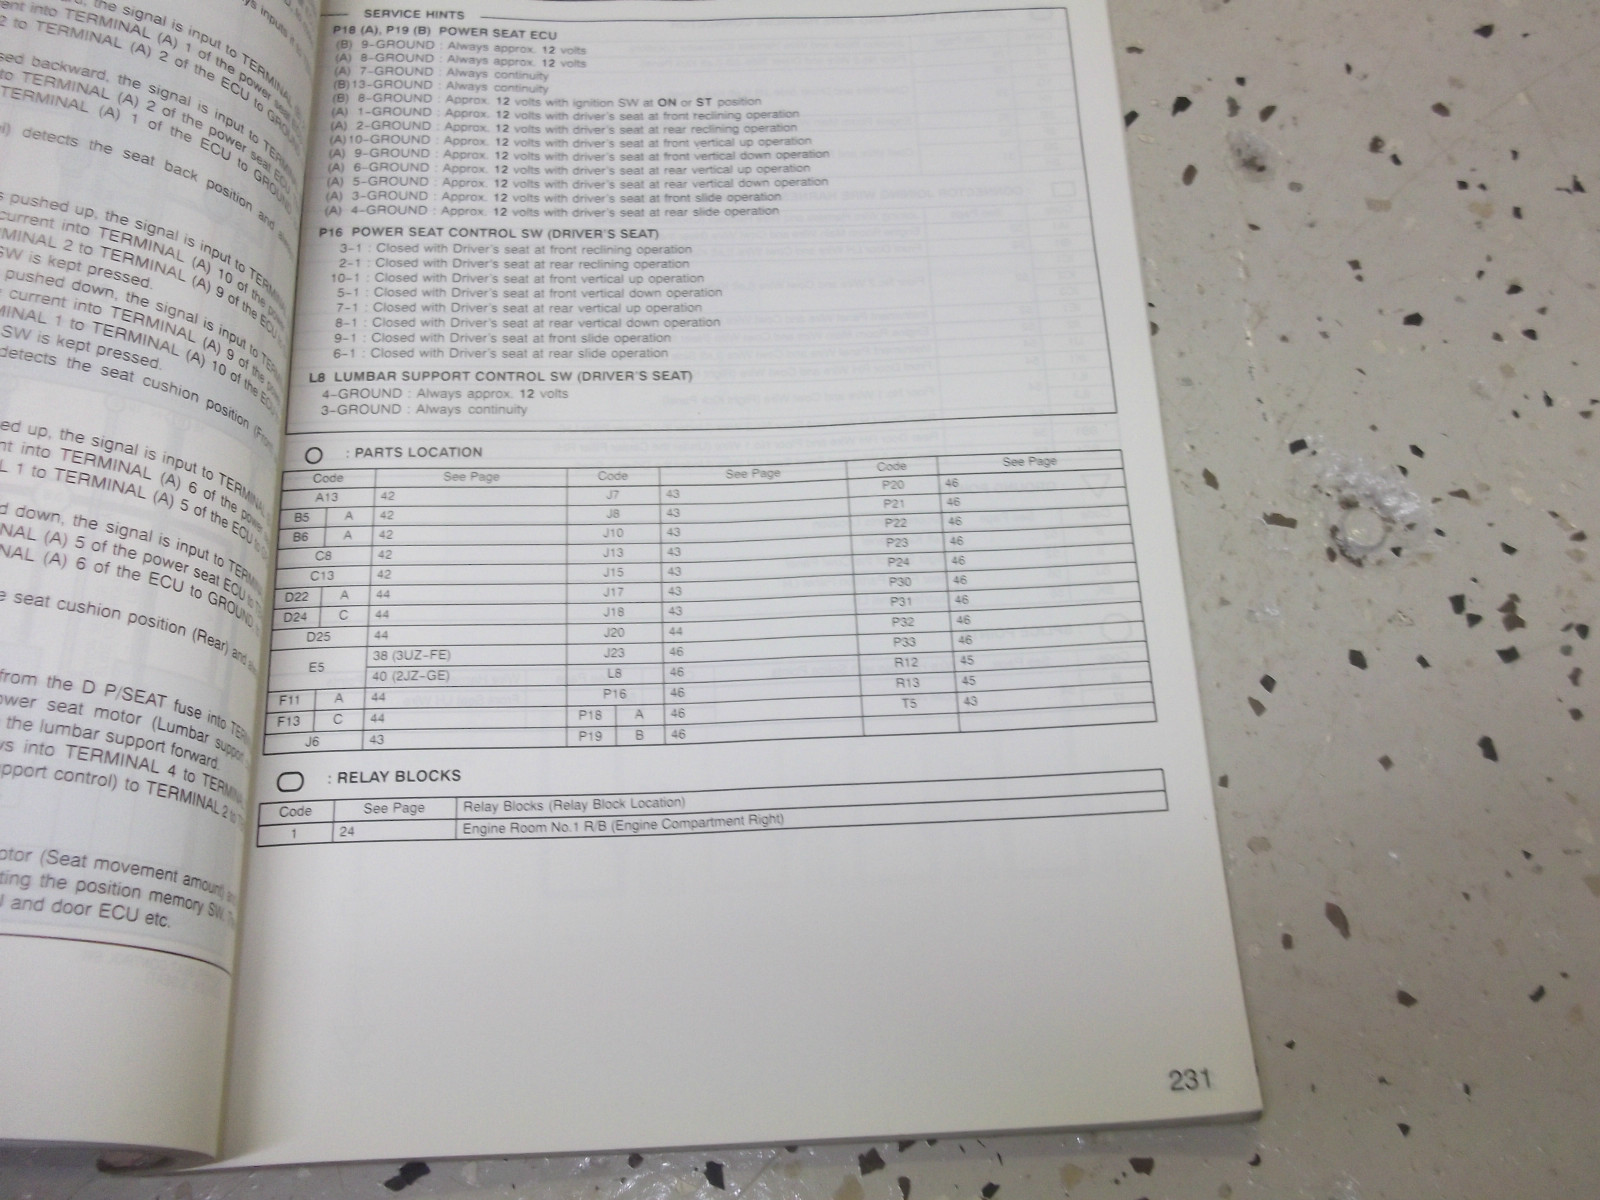 the signal is input to TERMINAL
TERMINAL (A) 1 of the power seat
2 to TERMINAL (A) 2 of the ECU to GROUND
sed backward, the signal is input to
to TERMINAL (A) 2 of the power seat ECU
TERMINAL (A) 1 of the ECU to GROUND
detects the seat back position and
pushed up, the signal is input to
current into TERMINAL (A) 10 of the power
2 to TERMINAL (A) 9 of the ECU
SW is kept pressed.
pushed down, the signal is input to
current into TERMINAL (A) 9 of the
1 to TERMINAL (A) 10 of the ECU
SW is kept pressed.
detects the seat cushion position
ed up, the signal is input to TERMINAL
nt into TERMINAL (A) 6 of the power
L 1 to TERMINAL (A) 5 of the ECU to
d down, the signal is input to
NAL (A) 5 of the power seat ECU to
NAL (A) 6 of the ECU to GROUND,
e seat cushion position (Rear) and
from the D P/SEAT fuse into
ower seat motor (Lumbar support
the lumbar support forward.
ws into TERMINAL 4 to
pport control) to TERMINAL 2 to
otor (Seat movement amount)
ting the position memory SW.
and door ECU etc.
SERVICE HINTS
P18 (A), P19 (B) POWER SEAT ECU
(B) 9–GROUND : Always approx. 12 volts
(A) 8–GROUND : Always approx. 12 volts
(A) 7–GROUND : Always continuity
(B)13–GROUND : Always continuity
(B) 8–GROUND : Approx. 12 volts with ignition SW at ON or ST position
(A) 1–GROUND : Approx. 12 volts with driver's seat at front reclining operation
(A) 2–GROUND : Approx. 12 volts with driver's seat at rear reclining operation
(A)10–GROUND : Approx. 12 volts with driver's seat at front vertical up operation
(A) 9–GROUND : Approx. 12 volts with driver's seat at front vertical down operation
(A) 6–GROUND : Approx. 12 volts with driver's seat at rear vertical up operation
(A) 5–GROUND : Approx. 12 volts with driver's seat at rear vertical down operation
(A) 3–GROUND : Approx. 12 volts with driver's seat at front slide operation
(A) 4–GROUND : Approx. 12 volts with driver's seat at rear slide operation
P16 POWER SEAT CONTROL SW (DRIVER'S SEAT)
3–1 : Closed with Driver's seat at front reclining operation
2–1 : Closed with Driver's seat at rear reclining operation
10–1 : Closed with Driver's seat at front vertical up operation
5–1 : Closed with Driver's seat at front vertical down operation
7–1 : Closed with Driver's seat at rear vertical up operation
8–1 : Closed with Driver's seat at rear vertical down operation
9–1 : Closed with Driver's seat at front slide operation
6–1 : Closed with Driver's seat at rear slide operation
L8 LUMBAR SUPPORT CONTROL SW (DRIVER'S SEAT)
4–GROUND : Always approx. 12 volts
3–GROUND : Always continuity
: PARTS LOCATION
Code See Page Code See Page Code See Page
A13 42 J7 43 P20 46
B5 A 42 J8 43 P21 46
B6 A 42 J10 43 P22 46
C8 42 J13 43 P23 46
C13 42 J15 43 P24 46
D22 A 44 J17 43 P30 46
D24 C 44 J18 43 P31 46
D25 44 J20 44 P32 46
E5 38 (3UZ–FE) J23 46 P33 46
40 (2JZ–GE) L8 46 R12 45
F11 A 44 P16 46 R13 45
F13 C 44 P18 A 46 T5 43
J6 43 P19 B 46
: RELAY BLOCKS
Code See Page Relay Blocks (Relay Block Location)
1 24 Engine Room No.1 R/B (Engine Compartment Right)
231